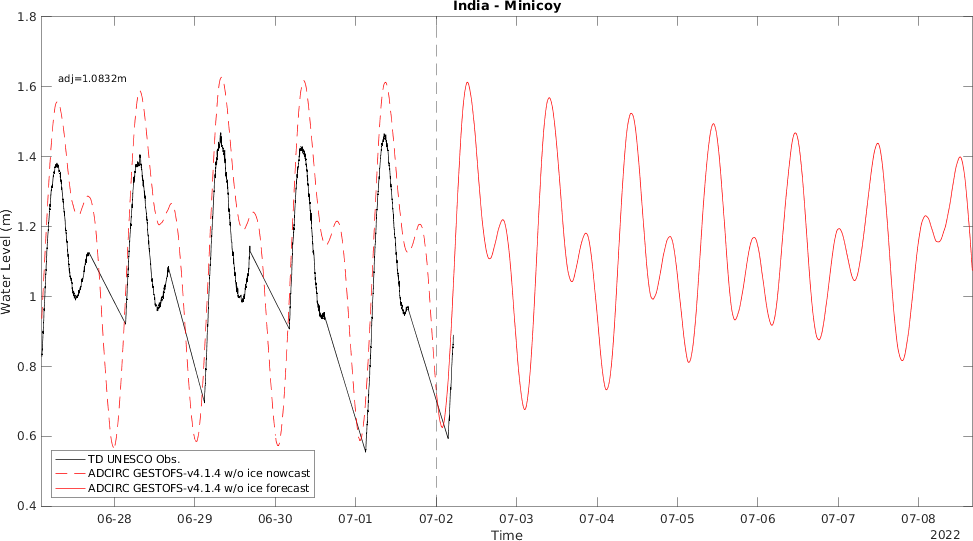 India - Minicoy
1.8
1.6
1.4
1.2
1
0.8
0.6
0.4
Water Level (m)
adj=1.0832m
TD UNESCO Obs.
ADCIRC GESTOFS-v4.1.4 w/o ice nowcast
ADCIRC GESTOFS-v4.1.4 w/o ice forecast
06-28 06-29 06-30 07-01 07-02 07-03 07-04 07-05 07-06 07-07 07-08
Time
2022